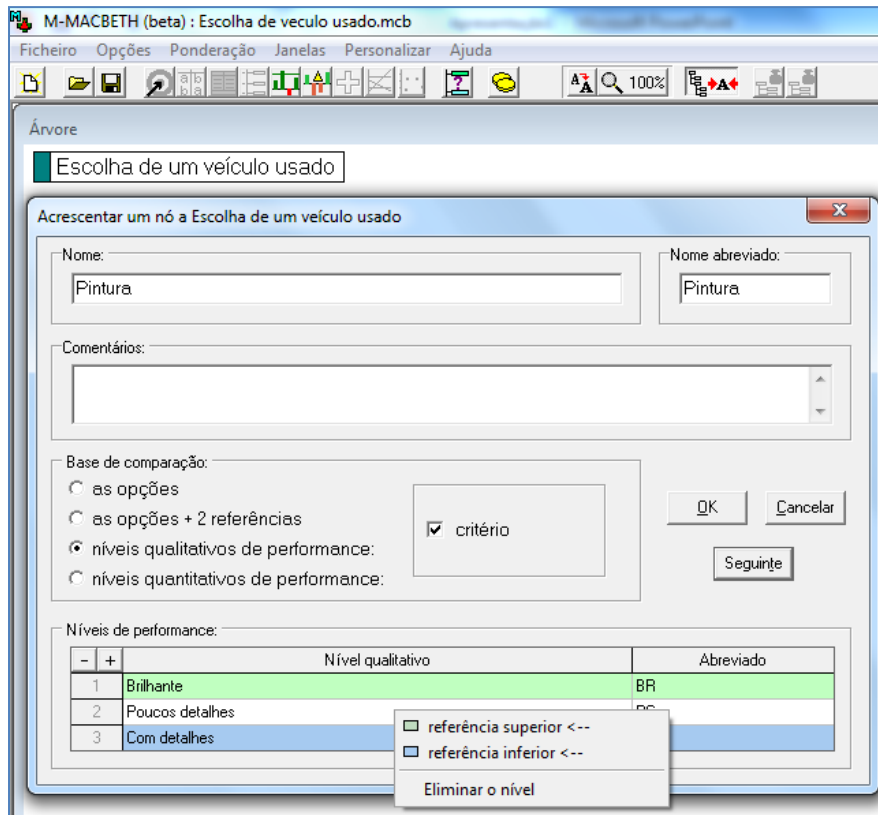 M-MACBETH (beta) : Escolha de veculo usado.mcb
Ficheiro Opções Ponderação Janelas Personalizar Ajuda
100%
Árvore
Escolha de um veículo usado
Acrescentar um nó a Escolha de um veículo usado
Nome: Nome abreviado:
Pintura Pintura
Comentários:
Base de comparação:
as opções
as opções + 2 referências
níveis qualitativos de performance:
níveis quantitativos de performance:
critério
OK Cancelar
Seguinte
Níveis de performance:
- + Nível qualitativo Abreviado
1 Brilhante BR
2 Poucos detalhes
3 Com detalhes
referência superior <--
referência inferior <--
Eliminar o nível